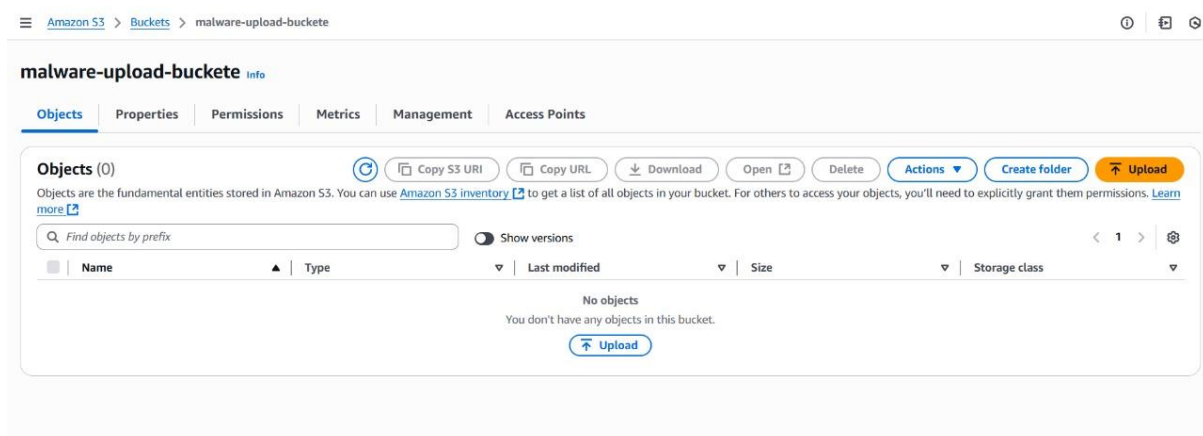 Amazon S3 > Buckets > malware-upload-buckete
malware-upload-buckete Info
Objects Properties Permissions Metrics Management Access Points
Objects (0) Copy S3 URI Copy URL Download Open Delete Actions Create folder Upload
Objects are the fundamental entities stored in Amazon S3. You can use Amazon S3 inventory to get a list of all objects in your bucket. For others to access your objects, you'll need to explicitly grant them permissions. Learn
more
Find objects by prefix Show versions < 1 >
Name Type Last modified Size Storage class
No objects
You don't have any objects in this bucket.
Upload